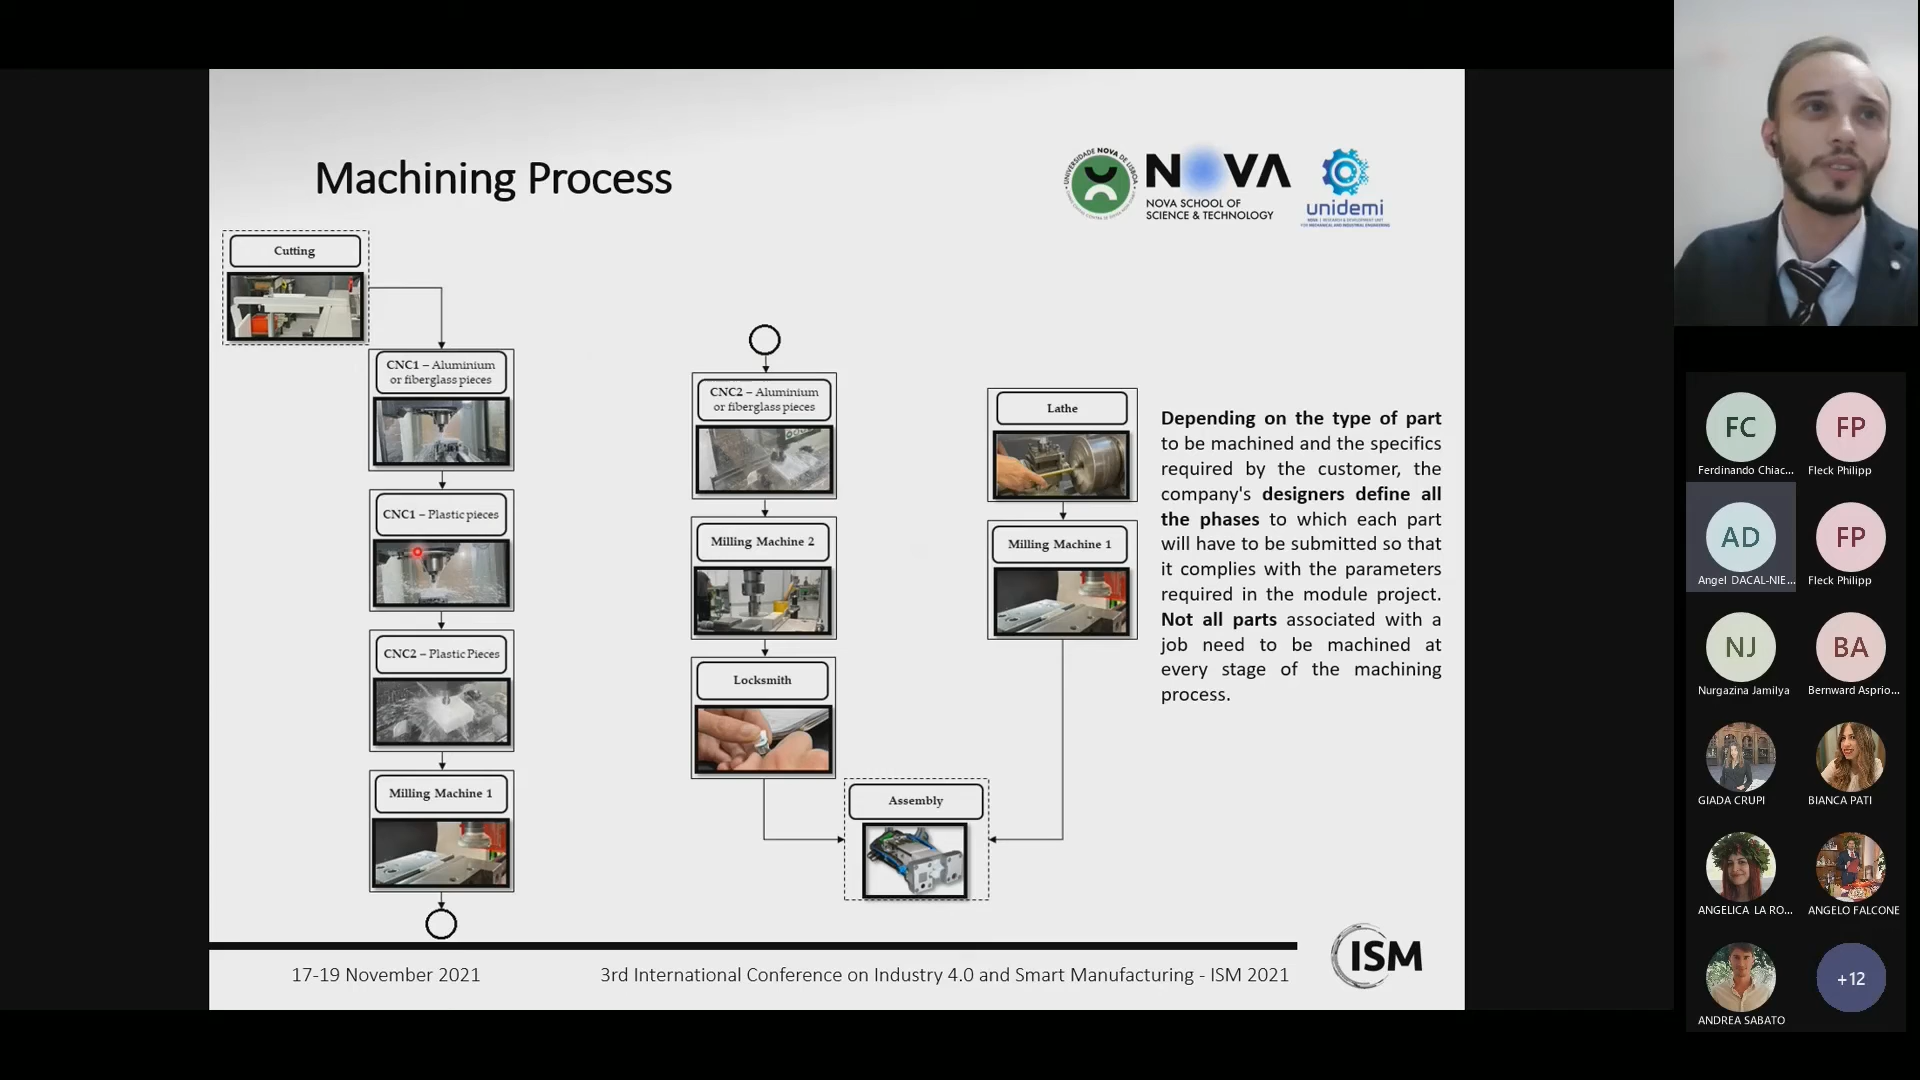 Machining Process
UNIVERSIDADE NOVA DE LISBOA
NOVA
NOVA SCHOOL OF
SCIENCE & TECHNOLOGY
unidemi
Cutting
CNC1 – Aluminium
or fiberglass pieces
CNC1 – Plastic pieces
CNC2 – Plastic Pieces
Milling Machine 1
CNC2 – Aluminium
or fiberglass pieces
Milling Machine 2
Locksmith
Assembly
Lathe
Milling Machine 1
Depending on the type of part
to be machined and the specifics
required by the customer, the
company's designers define all
the phases to which each part
will have to be submitted so that
it complies with the parameters
required in the module project.
Not all parts associated with a
job need to be machined at
every stage of the machining
process.
17-19 November 2021
3rd International Conference on Industry 4.0 and Smart Manufacturing - ISM 2021
ISM
FC
Ferdinando Chiac...
FP
Fleck Philipp
AD
Angel DACAL-NIE...
FP
Fleck Philipp
NJ
Nurgazina Jamilya
BA
Bernward Asprio...
GIADA CRUPI
BIANCA PATI
ANGELICA LA RO...
ANGELO FALCONE
ANDREA SABATO
+12